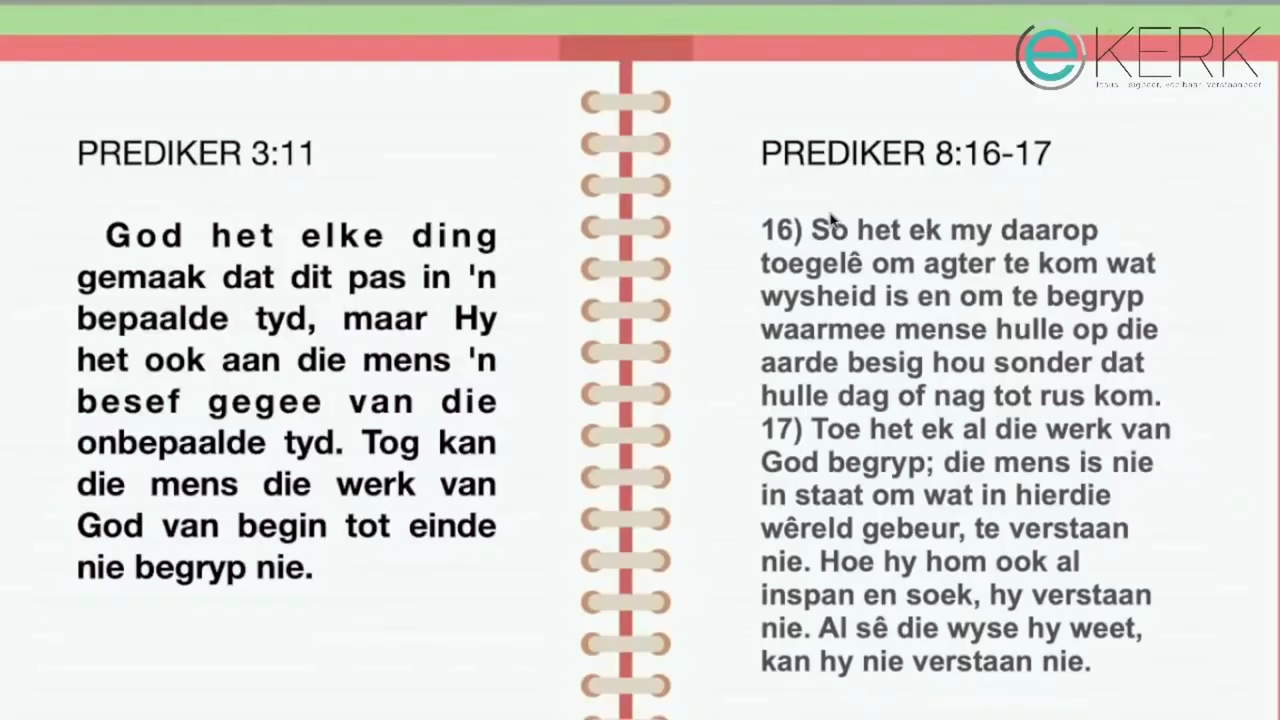 eKERK
PREDIKER 3:11
God het elke ding
gemaak dat dit pas in 'n
bepaalde tyd, maar Hy
het ook aan die mens 'n
besef gegee van die
onbepaalde tyd. Tog kan
die mens die werk van
God van begin tot einde
nie begryp nie.
PREDIKER 8:16-17
16) So het ek my daarop
toegelê om agter te kom wat
wysheid is en om te begryp
waarmee mense hulle op die
aarde besig hou sonder dat
hulle dag of nag tot rus kom.
17) Toe het ek al die werk van
God begryp; die mens is nie
in staat om wat in hierdie
wêreld gebeur, te verstaan
nie. Hoe hy hom ook al
inspan en soek, hy verstaan
nie. Al sê die wyse hy weet,
kan hy nie verstaan nie.